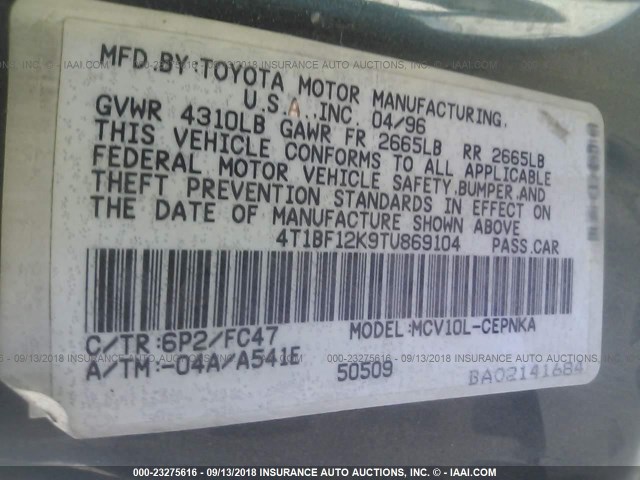 MFD.BY:TOYOTA MOTOR MANUFACTURING,
U.S.A.,INC. 04/96
GVWR 4310LB GAWR FR 2665LB RR 2665LB
THIS VEHICLE CONFORMS TO ALL APPLICABLE
FEDERAL MOTOR VEHICLE SAFETY,BUMPER,AND
THEFT PREVENTION STANDARDS IN EFFECT ON
THE DATE OF MANUFACTURE SHOWN ABOVE
4T1BF12K9TU869104 PASS.CAR
C/TR:6P2/FC47 MODEL:MCV10L-CEPNKA
A/TM:-04A/A541E 50509
BA02141684
000-23275616 - 09/13/2018 - INSURANCE AUTO AUCTIONS, INC. - © - IAAI.COM